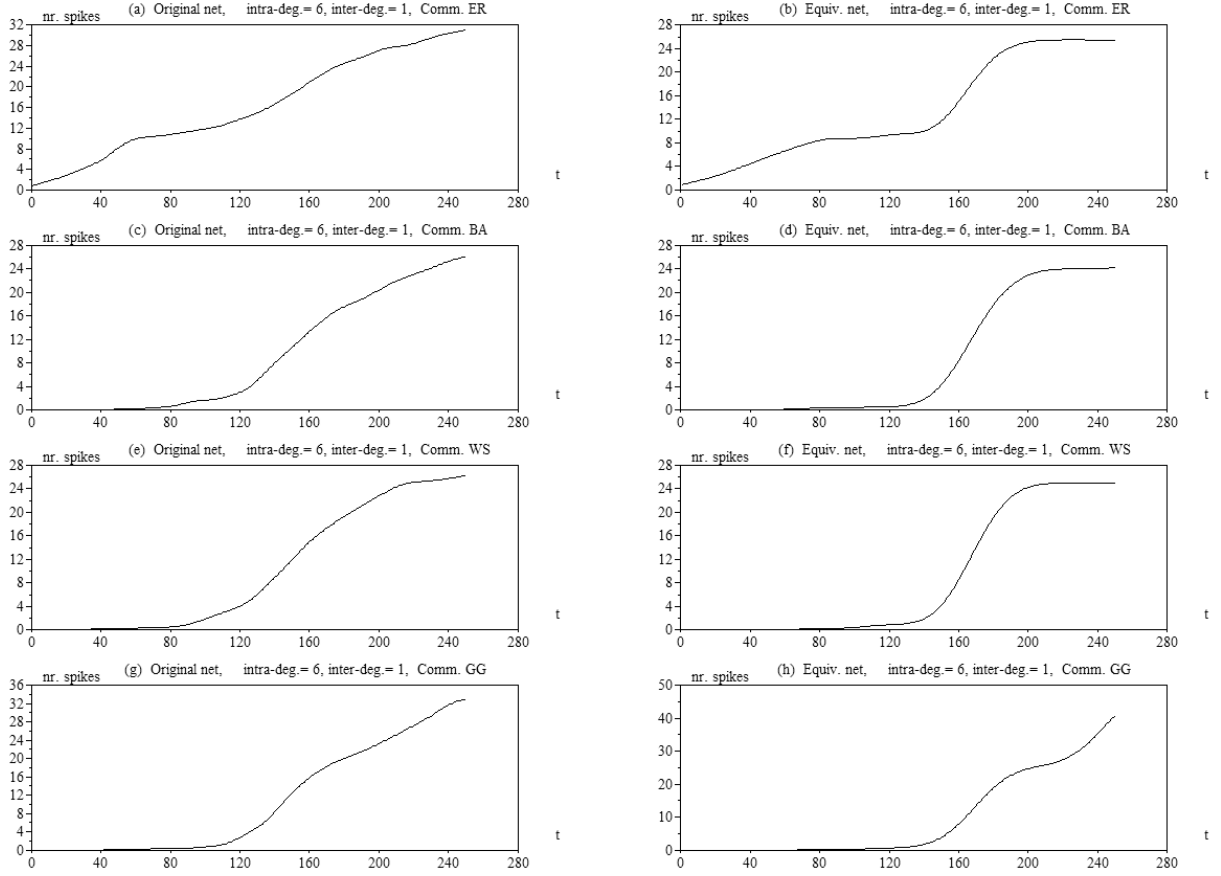 (a) Original net, intra-deg.= 6, inter-deg.= 1, Comm. ER
nr. spikes
32
28
24
20
16
12
8
4
0
0 40 80 120 160 200 240 280
t
(b) Equiv. net, intra-deg.= 6, inter-deg.= 1, Comm. ER
nr. spikes
28
24
20
16
12
8
4
0
0 40 80 120 160 200 240 280
t
(c) Original net, intra-deg.= 6, inter-deg.= 1, Comm. BA
nr. spikes
28
24
20
16
12
8
4
0
0 40 80 120 160 200 240 280
t
(d) Equiv. net, intra-deg.= 6, inter-deg.= 1, Comm. BA
nr. spikes
28
24
20
16
12
8
4
0
0 40 80 120 160 200 240 280
t
(e) Original net, intra-deg.= 6, inter-deg.= 1, Comm. WS
nr. spikes
28
24
20
16
12
8
4
0
0 40 80 120 160 200 240 280
t
(f) Equiv. net, intra-deg.= 6, inter-deg.= 1, Comm. WS
nr. spikes
28
24
20
16
12
8
4
0
0 40 80 120 160 200 240 280
t
(g) Original net, intra-deg.= 6, inter-deg.= 1, Comm. GG
nr. spikes
36
32
28
24
20
16
12
8
4
0
0 40 80 120 160 200 240 280
t
(h) Equiv. net, intra-deg.= 6, inter-deg.= 1, Comm. GG
nr. spikes
50
40
30
20
10
0
0 40 80 120 160 200 240 280
t